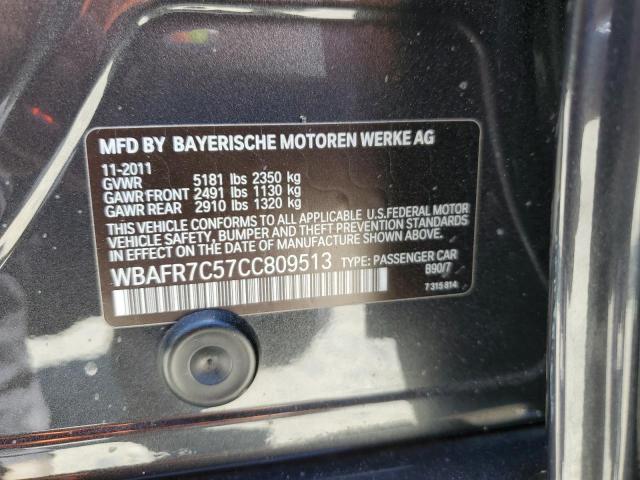 MFD BY BAYERISCHE MOTOREN WERKE AG
11-2011
GVWR 5181 lbs 2350 kg
GAWR FRONT 2491 lbs 1130 kg
GAWR REAR 2910 lbs 1320 kg
THIS VEHICLE CONFORMS TO ALL APPLICABLE U.S.FEDERAL MOTOR
VEHICLE SAFETY, BUMPER AND THEFT PREVENTION STANDARDS
IN EFFECT ON THE DATE OF MANUFACTURE SHOWN ABOVE.
WBAFR7C57CC809513 TYPE: PASSENGER CAR
B90/7
7 315 814